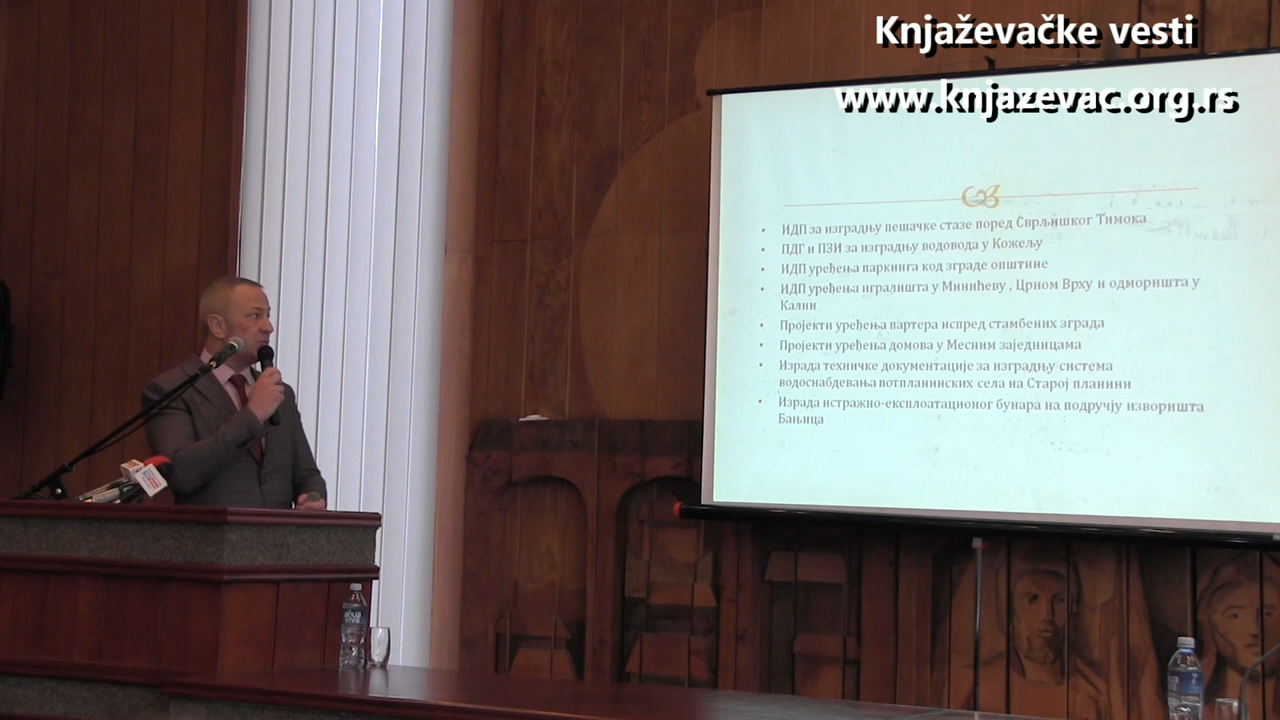 Knjaževačke vesti
www.knjazevac.org.rs
• ИДП за изградњу пешачке стазе поред Сврљишког Тимока
• ПДГ и ПЗИ за изградњу водовода у Кожељу
• ИДП уређења паркинга код зграде општине
• ИДП уређења игралишта у Минићеву , Црном Врху и одморишта у
Кални
• Пројекти уређења партера испред стамбених зграда
• Пројекти уређења домова у Месним заједницама
• Израда техничке документације за изградњу система
водоснабдевања потпланинских села на Старој планини
• Израда истражно-експлоатационог бунара на подручју изворишта
Бањица
AQUA
VIVA